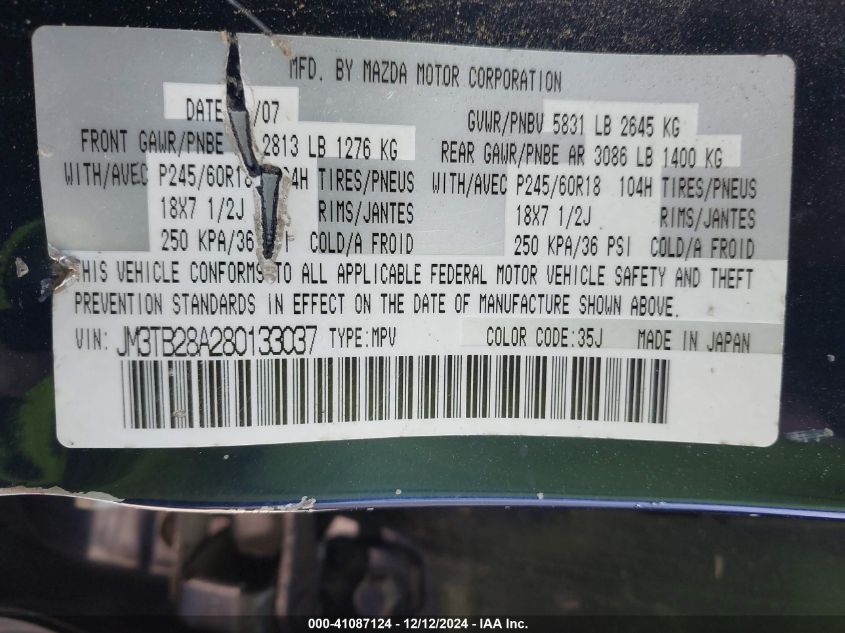 MFD. BY MAZDA MOTOR CORPORATION
DATE /07 GVWR/PNBV 5831 LB 2645 KG
FRONT GAWR/PNBE 2813 LB 1276 KG REAR GAWR/PNBE AR 3086 LB 1400 KG
WITH/AVEC P245/60R18 04H TIRES/PNEUS WITH/AVEC P245/60R18 104H TIRES/PNEUS
18X7 1/2J RIMS/JANTES 18X7 1/2J RIMS/JANTES
250 KPA/36 PSI COLD/A FROID 250 KPA/36 PSI COLD/A FROID
THIS VEHICLE CONFORMS TO ALL APPLICABLE FEDERAL MOTOR VEHICLE SAFETY AND THEFT
PREVENTION STANDARDS IN EFFECT ON THE DATE OF MANUFACTURE SHOWN ABOVE.
VIN: JM3TB28A280133037 TYPE:MPV COLOR CODE:35J MADE IN JAPAN
000-41087124 - 12/12/2024 - IAA Inc.